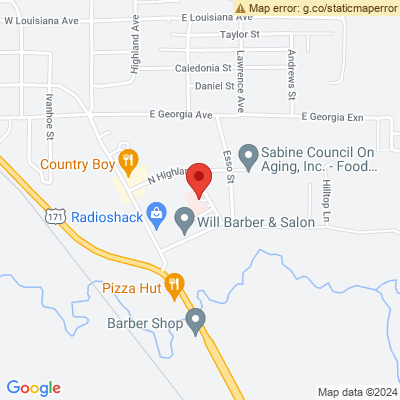 Map error: g.co/staticmaperror
W Louisiana Ave
E Louisiana Ave
Taylor St
Highland Ave
Caledonia St
Lawrence Ave
Andrews St
Daniel St
Ivanhoe St
E Georgia Ave
E Georgia Exn
Country Boy
N Highland
Esso St
Sabine Council On
Aging, Inc. - Food...
Hilltop Ln
171
Radioshack
Will Barber & Salon
Pizza Hut
Barber Shop
Google
Map data ©2024